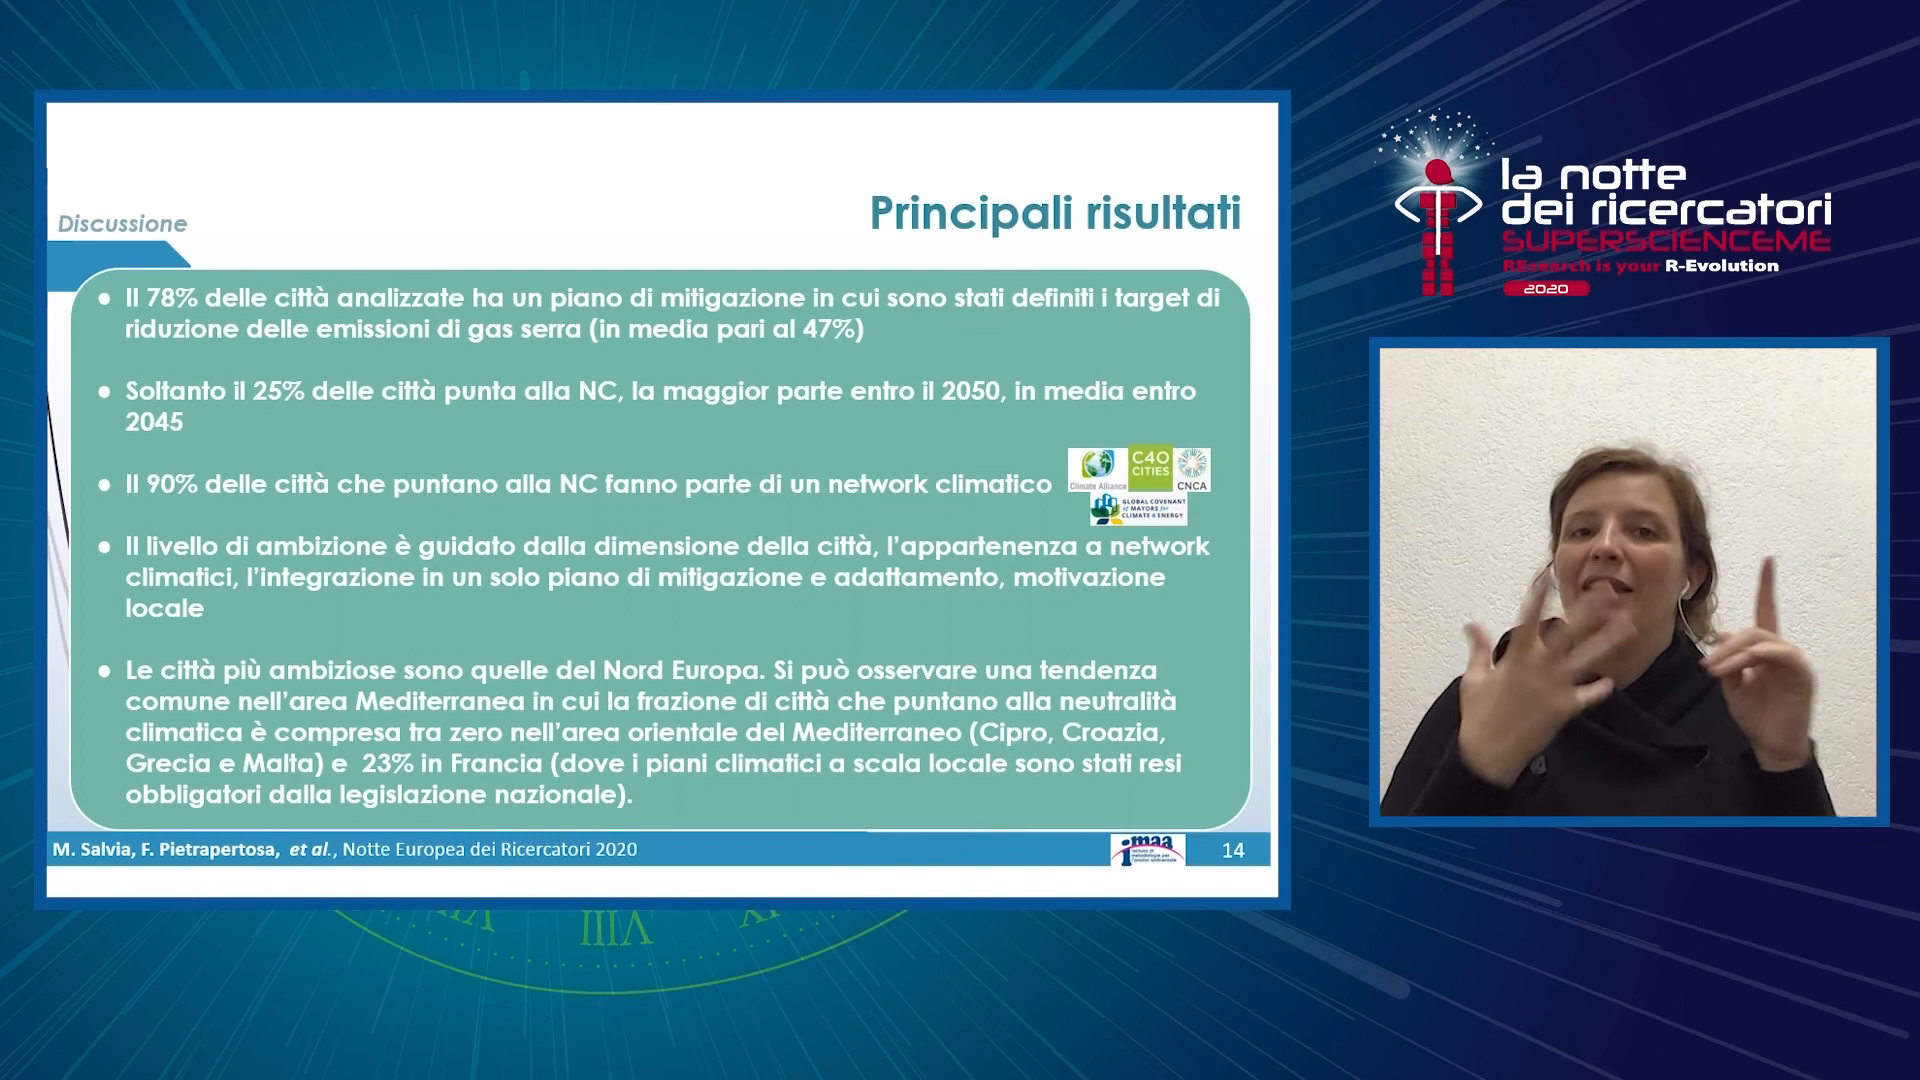 Discussione
Principali risultati
● Il 78% delle città analizzate ha un piano di mitigazione in cui sono stati definiti i target di
riduzione delle emissioni di gas serra (in media pari al 47%)
● Soltanto il 25% delle città punta alla NC, la maggior parte entro il 2050, in media entro
2045
● Il 90% delle città che puntano alla NC fanno parte di un network climatico
Climate Alliance
C40
CITIES
CNCA
GLOBAL COVENANT
of MAYORS for
CLIMATE & ENERGY
● Il livello di ambizione è guidato dalla dimensione della città, l’appartenenza a network
climatici, l’integrazione in un solo piano di mitigazione e adattamento, motivazione
locale
● Le città più ambiziose sono quelle del Nord Europa. Si può osservare una tendenza
comune nell’area Mediterranea in cui la frazione di città che puntano alla neutralità
climatica è compresa tra zero nell’area orientale del Mediterraneo (Cipro, Croazia,
Grecia e Malta) e  23% in Francia (dove i piani climatici a scala locale sono stati resi
obbligatori dalla legislazione nazionale).
M. Salvia, F. Pietrapertosa, et al., Notte Europea dei Ricercatori 2020
imaa
istituto di
metodologie per
l'analisi ambientale
14
la notte
dei ricercatori
SUPERSCIENCEME
REsearch is your R-Evolution
2020
VIII